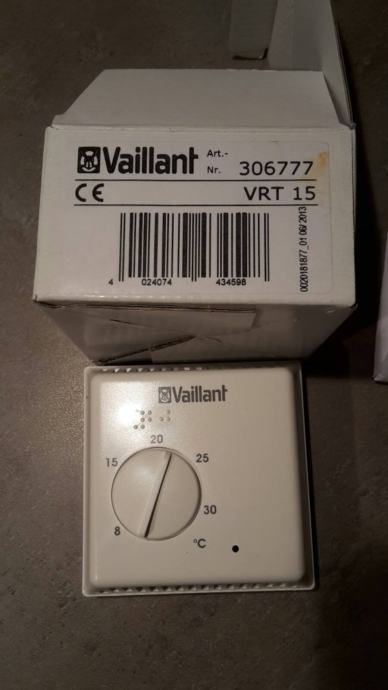 Vaillant Art.-
Nr. 306777
CE VRT 15
4 024074 434598
0020181877_01 06/2013
Vaillant
20
15 25
8 30
°C